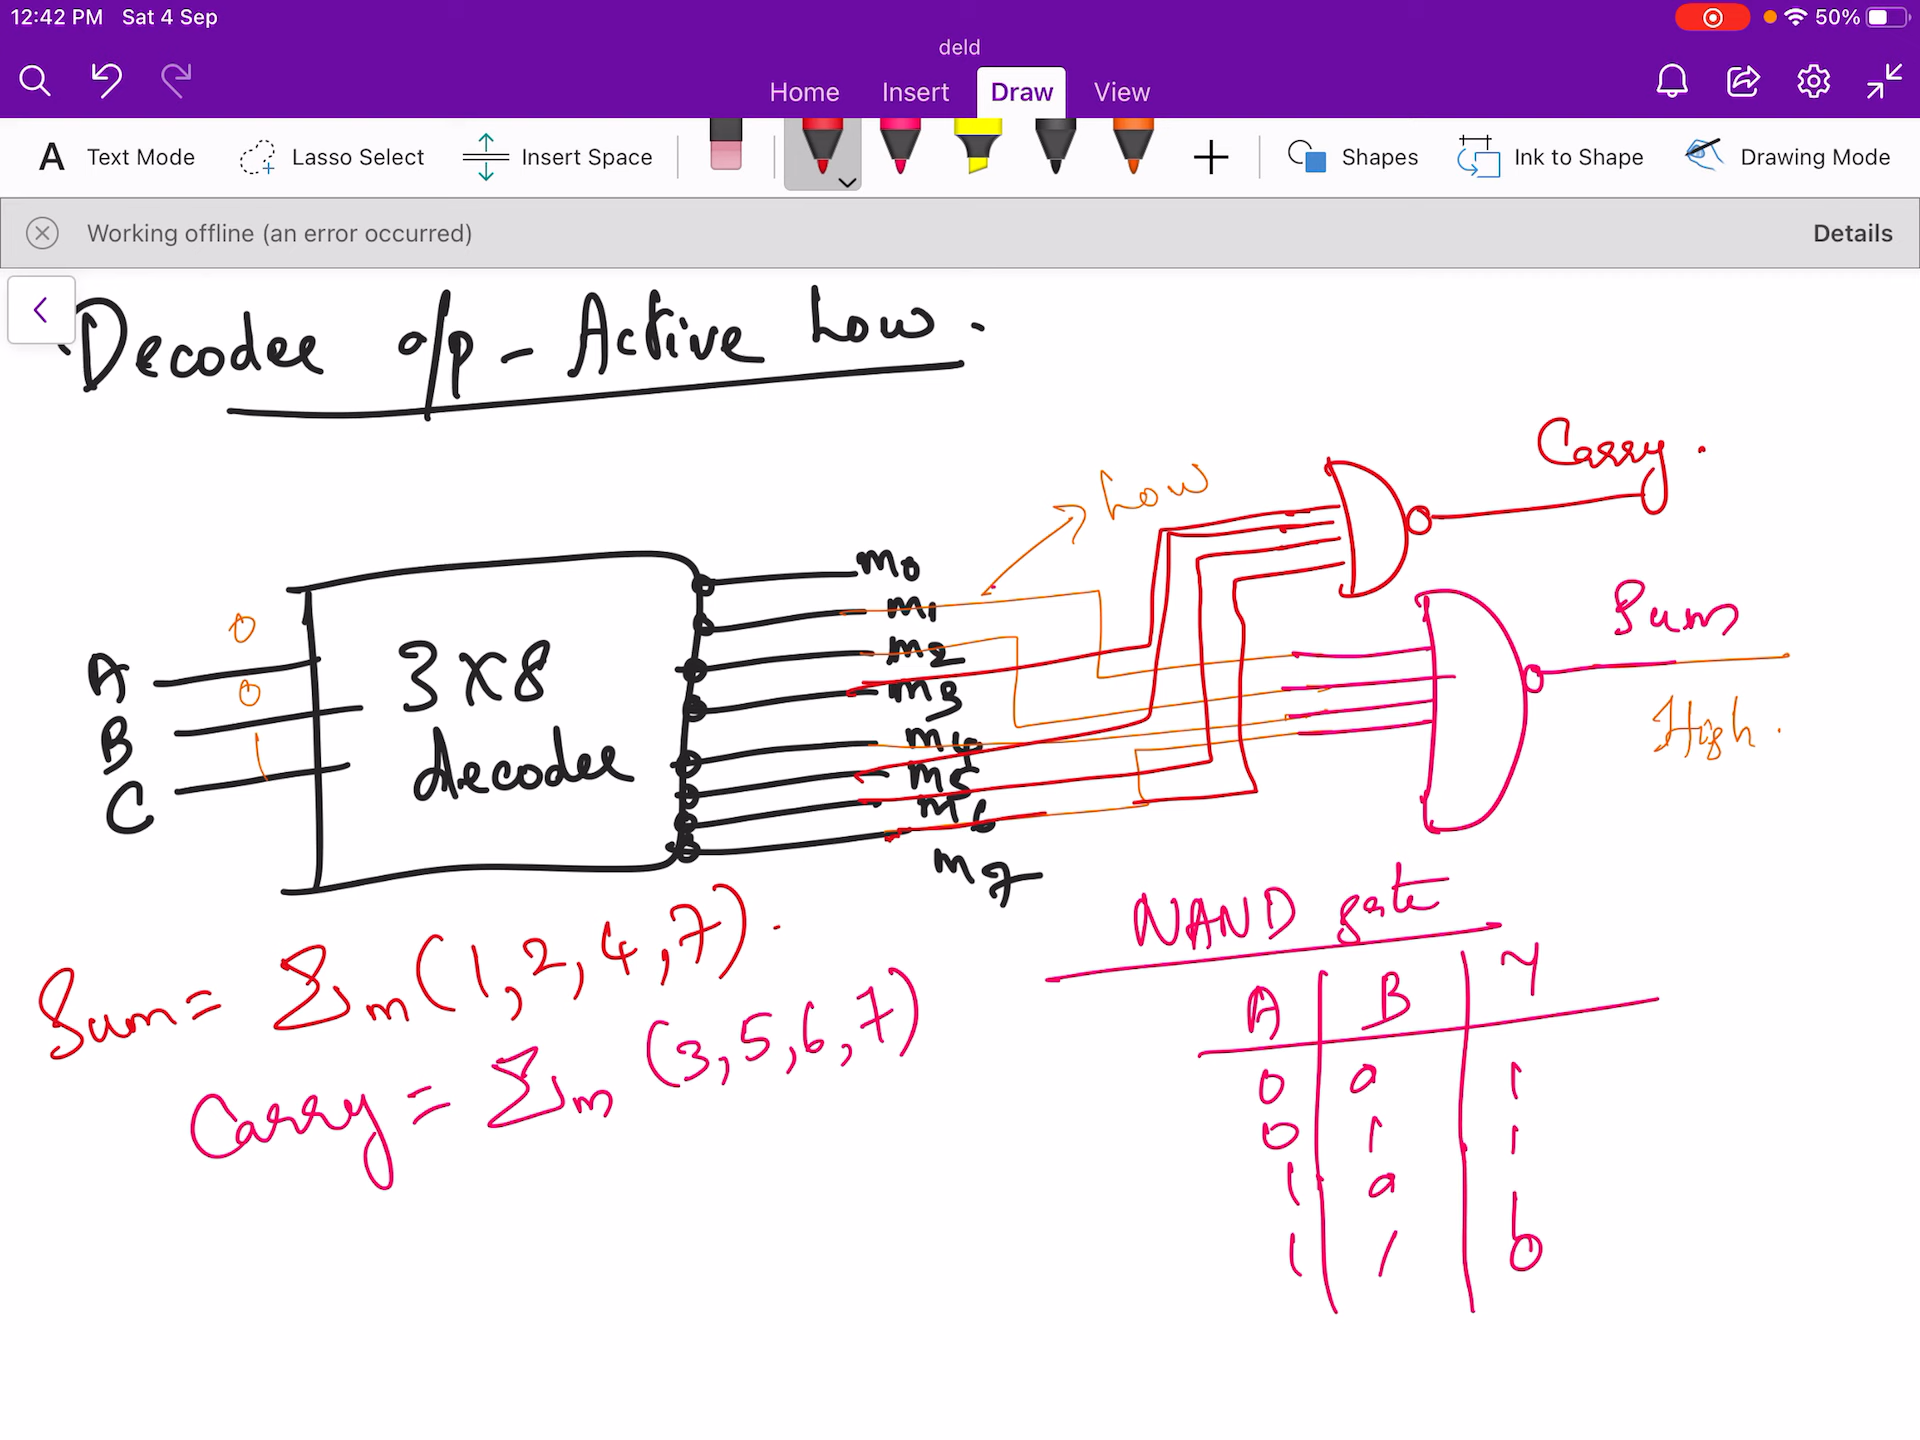 12:42 PM Sat 4 Sep
50%
deld
Home Insert Draw View
A Text Mode Lasso Select Insert Space Shapes Ink to Shape Drawing Mode
Working offline (an error occurred)
Details
Decoder o/p - Active Low.
Carry.
Low
m0
m1
m2
m3
m4
m5
m6
m7
Sum
High.
0
0
1
A
B
C
3x8
decoder
Sum = Σm(1,2,4,7).
Carry = Σm(3,5,6,7)
NAND gate
A B Y
0 0 1
0 1 1
1 0 1
1 1 0